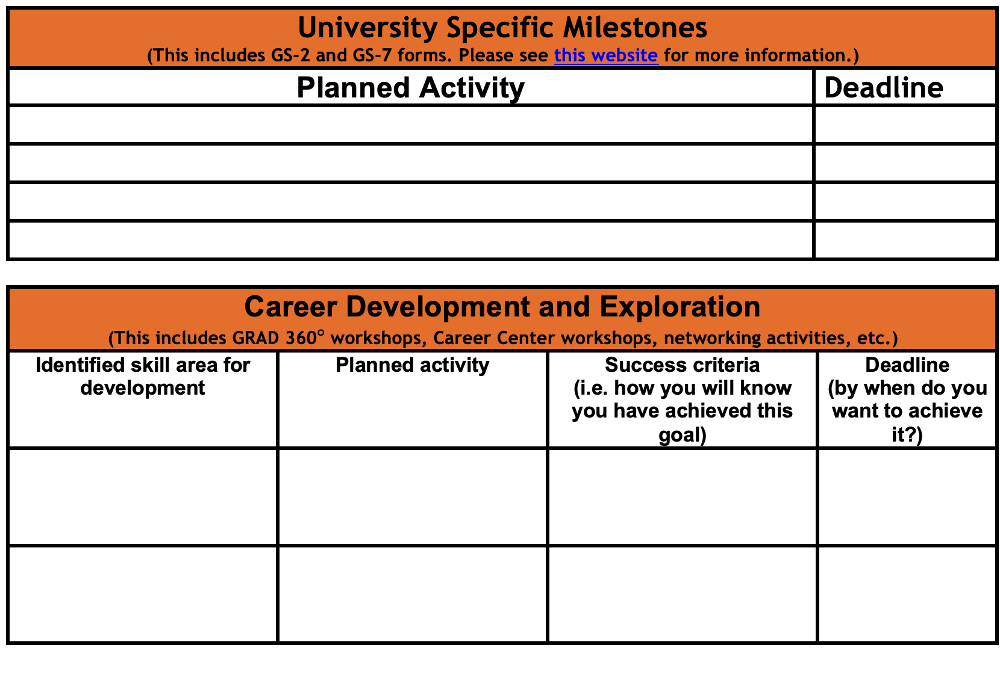 University Specific Milestones
(This includes GS-2 and GS-7 forms. Please see this website for more information.)
Planned Activity Deadline
Career Development and Exploration
(This includes GRAD 360° workshops, Career Center workshops, networking activities, etc.)
Identified skill area for
development
Planned activity
Success criteria
(i.e. how you will know
you have achieved this
goal)
Deadline
(by when do you
want to achieve
it?)